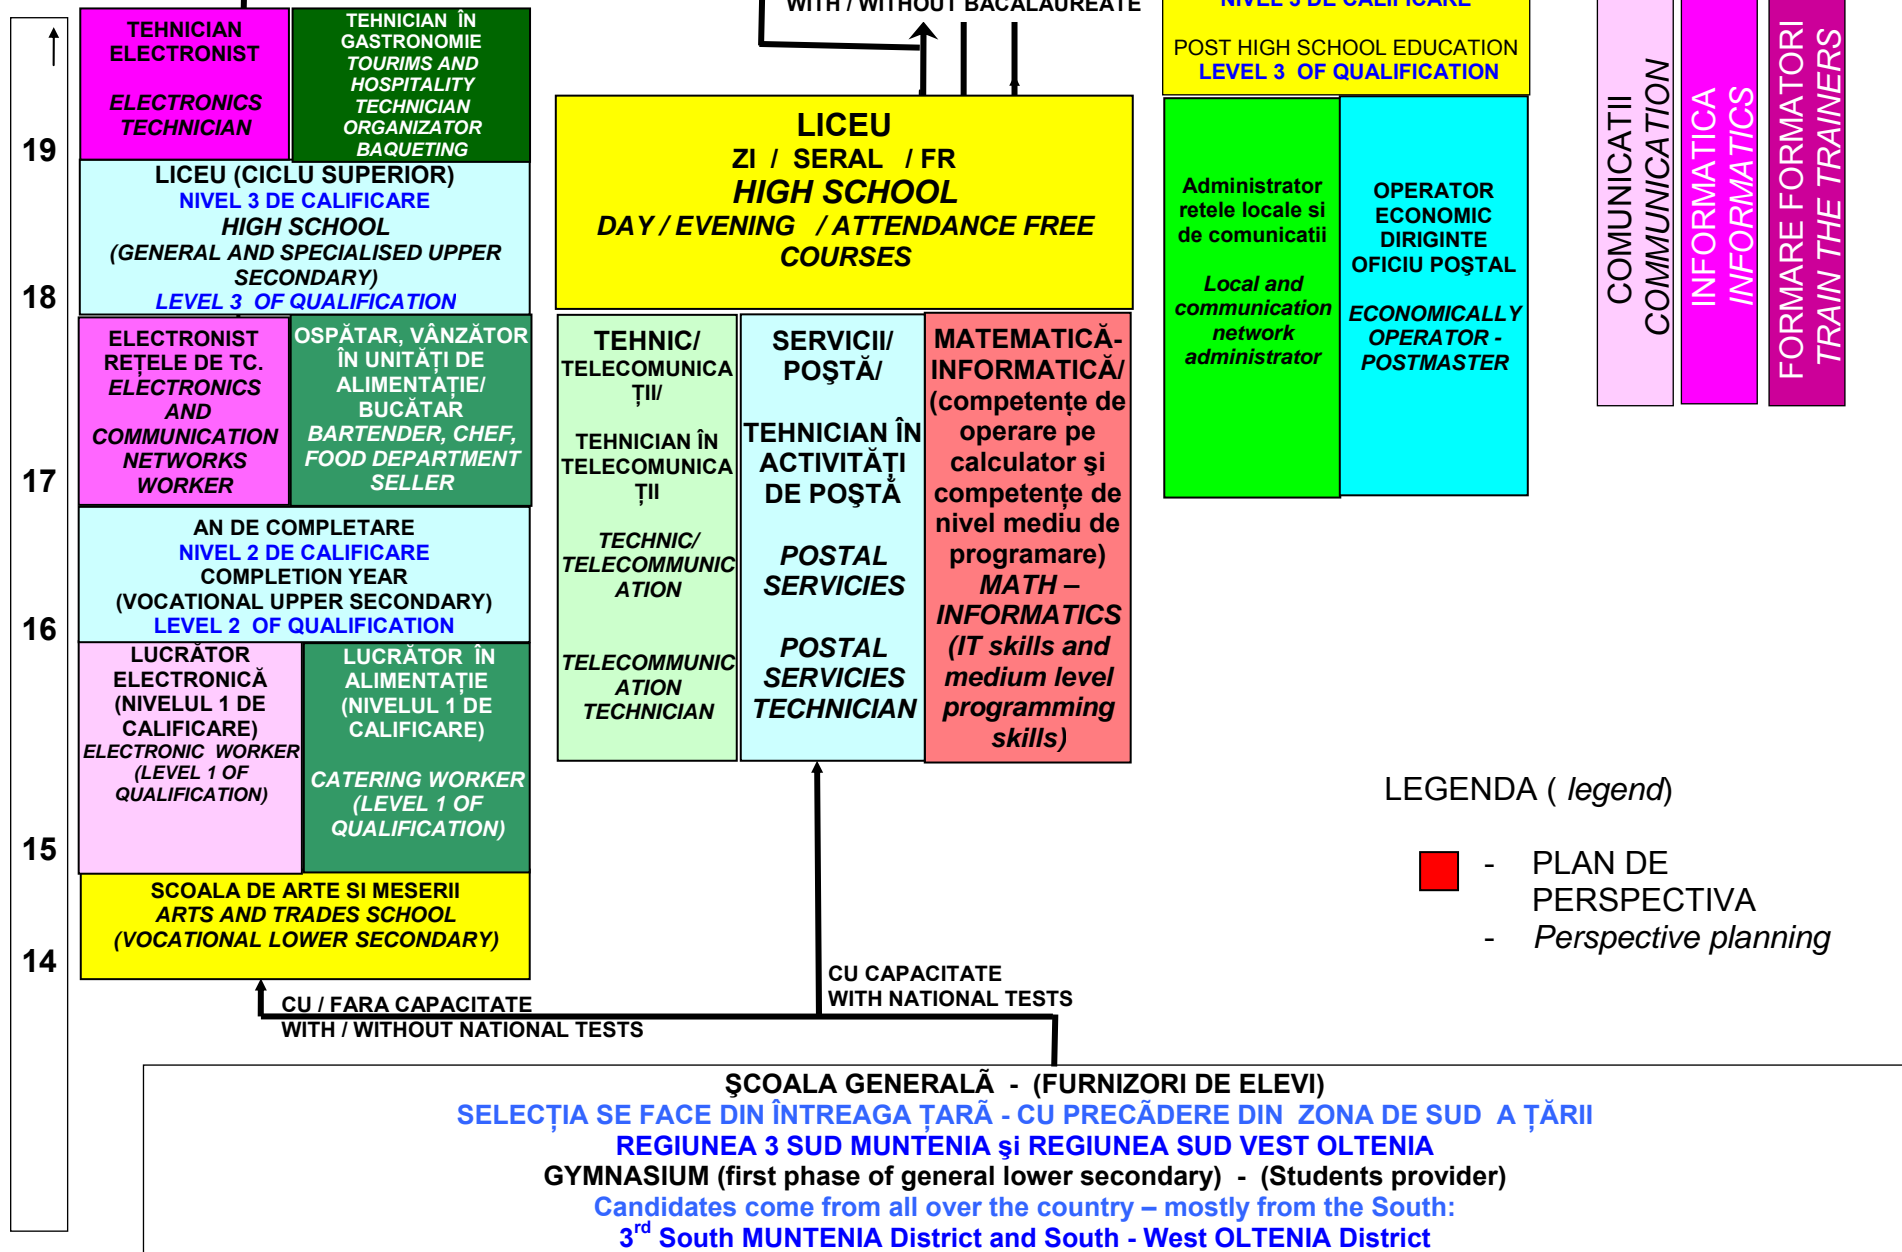 WITH / WITHOUT BACALAUREATE
POST HIGH SCHOOL EDUCATION
LEVEL 3 OF QUALIFICATION
TEHNICIAN
ELECTRONIST
ELECTRONICS
TECHNICIAN
TEHNICIAN ÎN
GASTRONOMIE
TOURIMS AND
HOSPITALITY
TECHNICIAN
ORGANIZATOR
BAQUETING
19
LICEU (CICLU SUPERIOR)
NIVEL 3 DE CALIFICARE
HIGH SCHOOL
(GENERAL AND SPECIALISED UPPER
SECONDARY)
LEVEL 3 OF QUALIFICATION
18
ELECTRONIST
REȚELE DE TC.
ELECTRONICS
AND
COMMUNICATION
NETWORKS
WORKER
OSPĂTAR, VÂNZĂTOR
ÎN UNITĂȚI DE
ALIMENTAȚIE/
BUCĂTAR
BARTENDER, CHEF,
FOOD DEPARTMENT
SELLER
17
AN DE COMPLETARE
NIVEL 2 DE CALIFICARE
COMPLETION YEAR
(VOCATIONAL UPPER SECONDARY)
LEVEL 2 OF QUALIFICATION
16
LUCRĂTOR
ELECTRONICĂ
(NIVELUL 1 DE
CALIFICARE)
ELECTRONIC WORKER
(LEVEL 1 OF
QUALIFICATION)
LUCRĂTOR ÎN
ALIMENTAȚIE
(NIVELUL 1 DE
CALIFICARE)
CATERING WORKER
(LEVEL 1 OF
QUALIFICATION)
15
SCOALA DE ARTE SI MESERII
ARTS AND TRADES SCHOOL
(VOCATIONAL LOWER SECONDARY)
14
LICEU
ZI / SERAL / FR
HIGH SCHOOL
DAY / EVENING / ATTENDANCE FREE
COURSES
TEHNIC/
TELECOMUNICA
ȚII/
TEHNICIAN ÎN
TELECOMUNICA
ȚII
TECHNIC/
TELECOMMUNIC
ATION
TELECOMMUNIC
ATION
TECHNICIAN
SERVICII/
POŞTĂ/
TEHNICIAN ÎN
ACTIVITĂȚI
DE POŞTĂ
POSTAL
SERVICIES
POSTAL
SERVICIES
TECHNICIAN
MATEMATICĂ-
INFORMATICĂ/
(competențe de
operare pe
calculator şi
competențe de
nivel mediu de
programare)
MATH –
INFORMATICS
(IT skills and
medium level
programming
skills)
Administrator
retele locale si
de comunicatii
Local and
communication
network
administrator
OPERATOR
ECONOMIC
DIRIGINTE
OFICIU POŞTAL
ECONOMICALLY
OPERATOR -
POSTMASTER
COMUNICATII
COMMUNICATION
INFORMATICA
INFORMATICS
FORMARE FORMATORI
TRAIN THE TRAINERS
LEGENDA ( legend)
- PLAN DE
PERSPECTIVA
- Perspective planning
CU / FARA CAPACITATE
WITH / WITHOUT NATIONAL TESTS
CU CAPACITATE
WITH NATIONAL TESTS
ŞCOALA GENERALÃ - (FURNIZORI DE ELEVI)
SELECȚIA SE FACE DIN ÎNTREAGA ȚARÃ - CU PRECÃDERE DIN ZONA DE SUD A ȚĂRII
REGIUNEA 3 SUD MUNTENIA şi REGIUNEA SUD VEST OLTENIA
GYMNASIUM (first phase of general lower secondary) - (Students provider)
Candidates come from all over the country – mostly from the South:
3rd South MUNTENIA District and South - West OLTENIA District